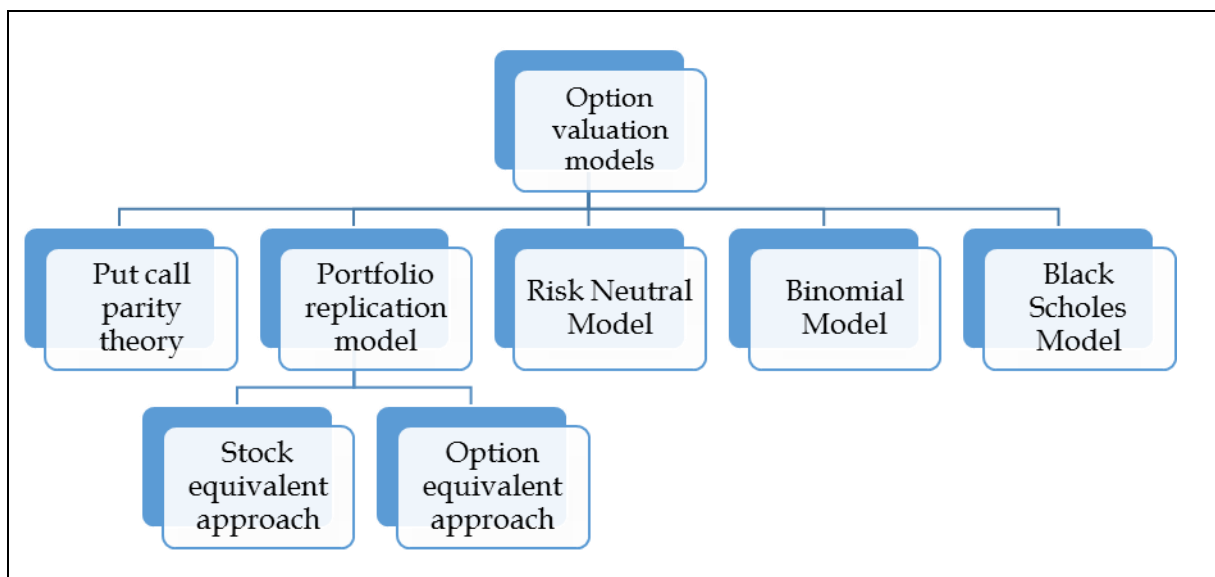 Option
valuation
models
Put call
parity
theory
Portfolio
replication
model
Risk Neutral
Model
Binomial
Model
Black
Scholes
Model
Stock
equivalent
approach
Option
equivalent
approach